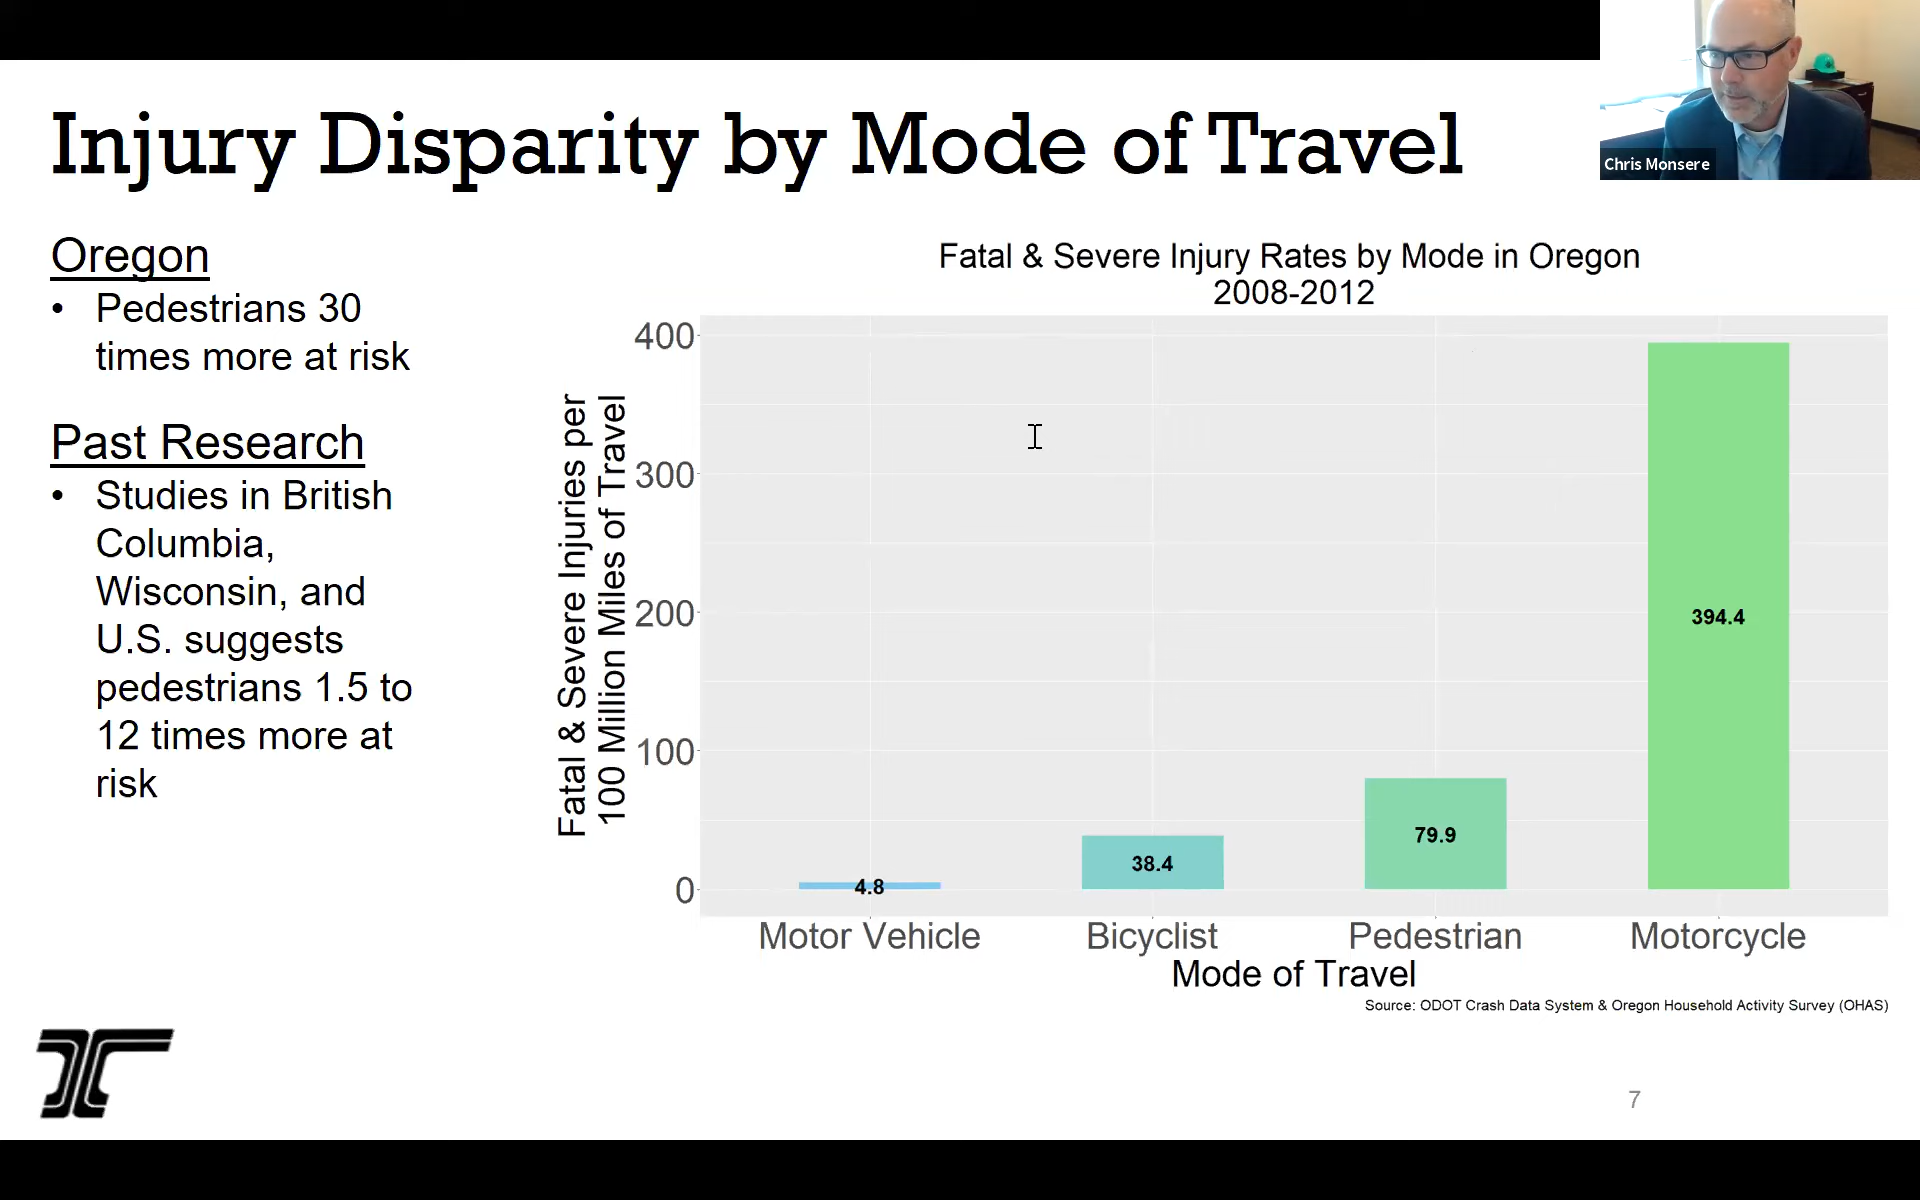 Injury Disparity by Mode of Travel
Chris Monsere
Oregon
• Pedestrians 30
times more at risk
Past Research
• Studies in British
Columbia,
Wisconsin, and
U.S. suggests
pedestrians 1.5 to
12 times more at
risk
Fatal & Severe Injury Rates by Mode in Oregon
2008-2012
Fatal & Severe Injuries per
100 Million Miles of Travel
400
300
200
100
0
4.8
38.4
79.9
394.4
Motor Vehicle
Bicyclist
Pedestrian
Motorcycle
Mode of Travel
Source: ODOT Crash Data System & Oregon Household Activity Survey (OHAS)
7